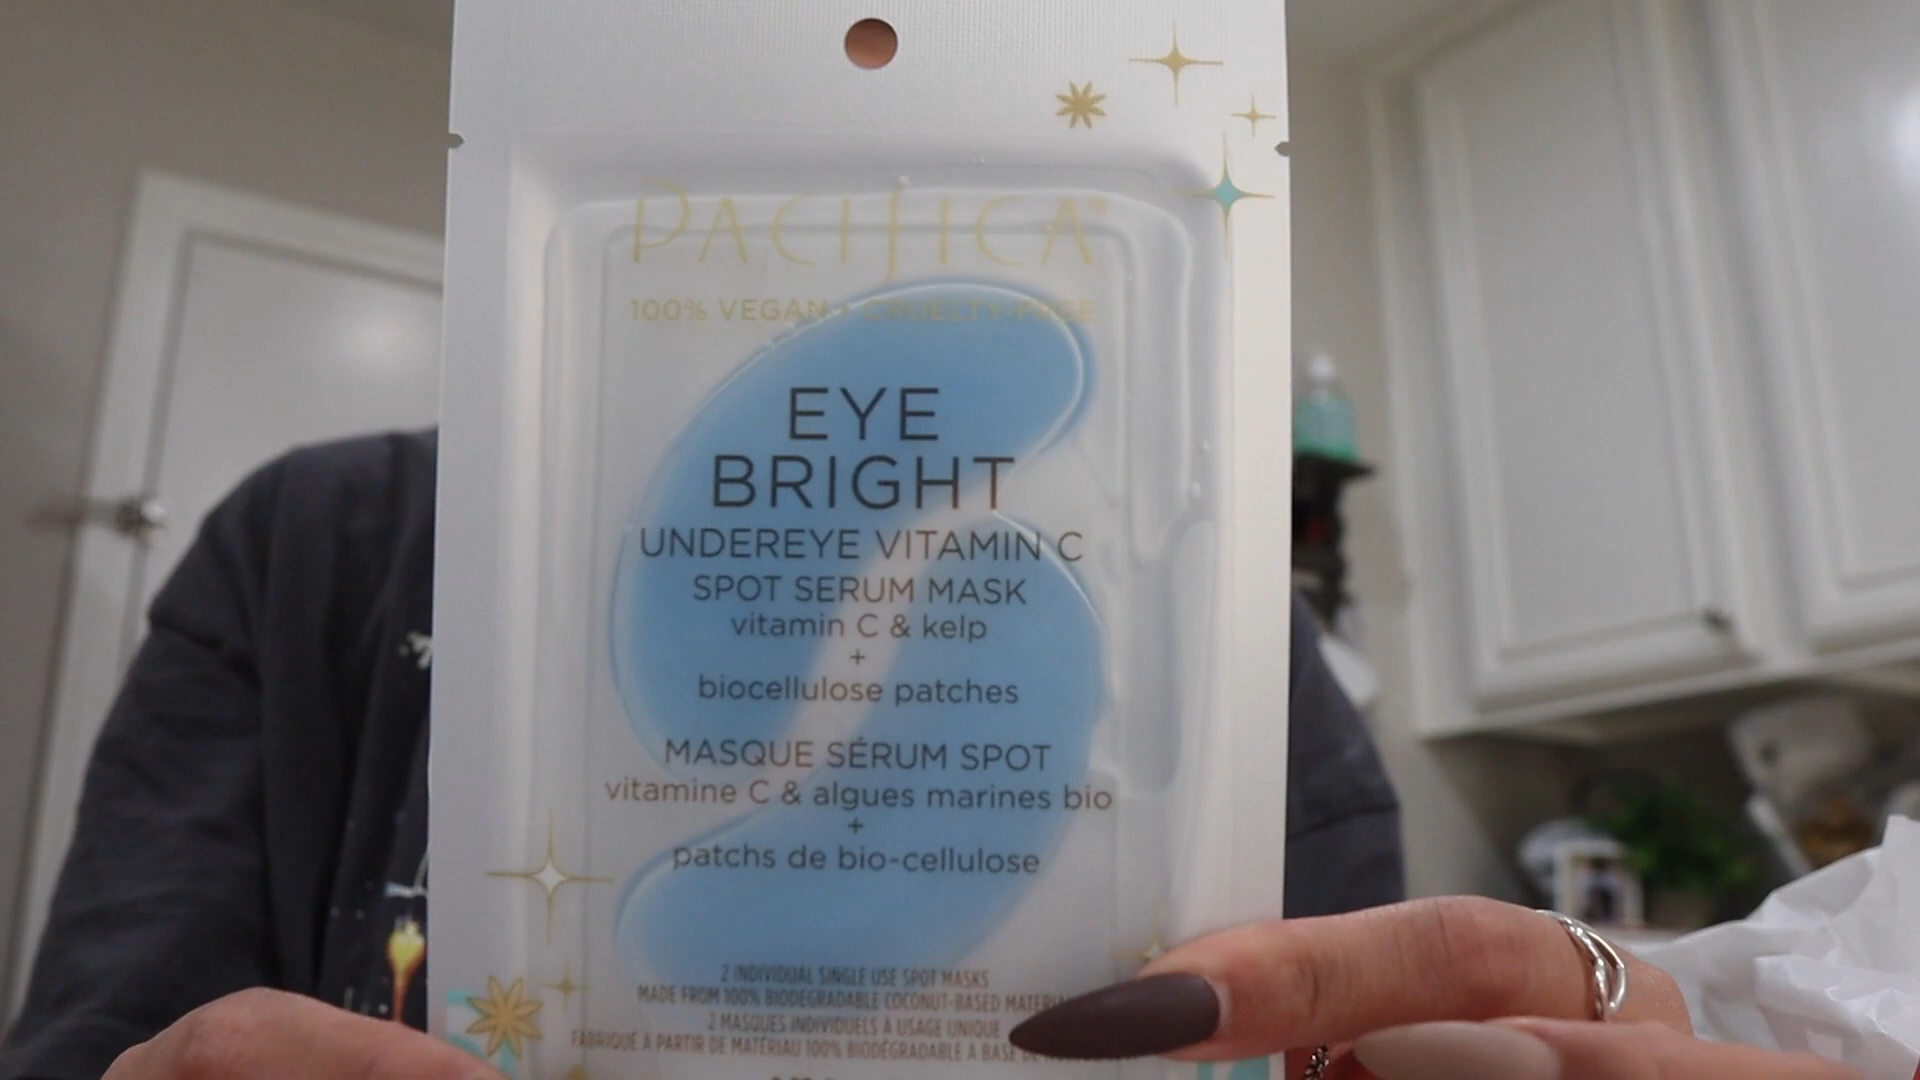 PACIFICA®
100% VEGAN • CRUELTY-FREE
EYE
BRIGHT
UNDEREYE VITAMIN C
SPOT SERUM MASK
vitamin C & kelp
+
biocellulose patches
MASQUE SÉRUM SPOT
vitamine C & algues marines bio
+
patchs de bio-cellulose
2 INDIVIDUAL SINGLE USE SPOT MASKS
MADE FROM 100% BIODEGRADABLE COCONUT-BASED
2 MASQUES INDIVIDUELS À USAGE UNIQUE
FABRIQUÉ À PARTIR DE MATÉRIAU 100% BIODÉGRADABLE À BASE